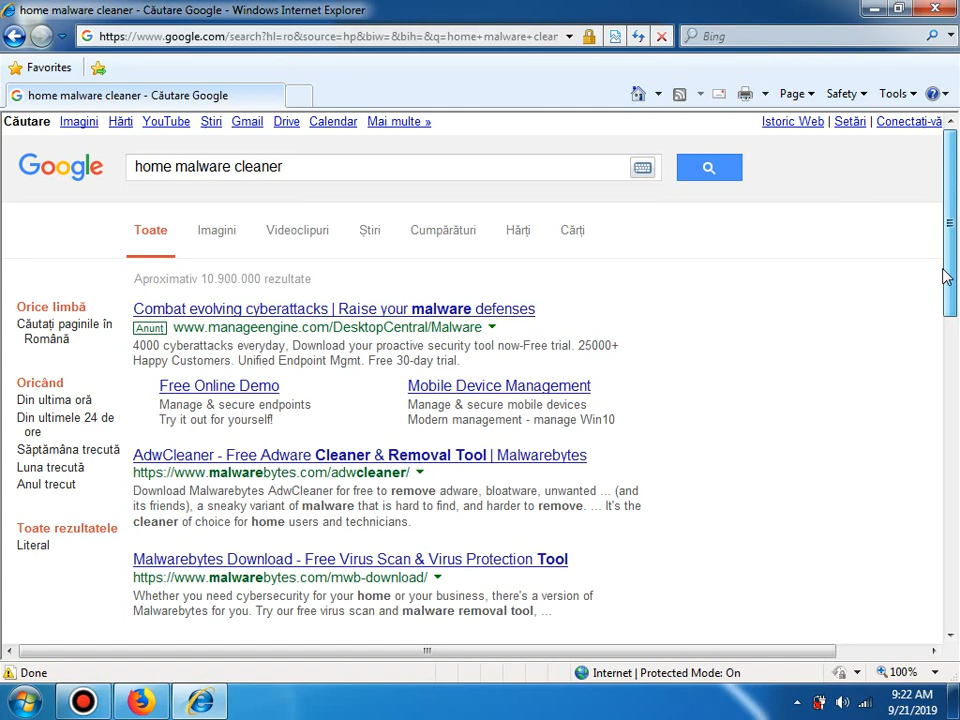 home malware cleaner - Căutare Google - Windows Internet Explorer
https://www.google.com/search?hl=ro&source=hp&biw=&bih=&q=home+malware+clear
Bing
Favorites
home malware cleaner - Căutare Google
Page Safety Tools
Căutare Imagini Hărți YouTube Știri Gmail Drive Calendar Mai multe »
Istoric Web | Setări | Conectați-vă
Google home malware cleaner
Toate Imagini Videoclipuri Știri Cumpărături Hărți Cărți
Aproximativ 10.900.000 rezultate
Orice limbă
Căutați paginile în
Română
Oricând
Din ultima oră
Din ultimele 24 de
ore
Săptămâna trecută
Luna trecută
Anul trecut
Toate rezultatele
Literal
Combat evolving cyberattacks | Raise your malware defenses
Anunt www.manageengine.com/DesktopCentral/Malware
4000 cyberattacks everyday, Download your proactive security tool now-Free trial. 25000+
Happy Customers. Unified Endpoint Mgmt. Free 30-day trial.
Free Online Demo
Manage & secure endpoints
Try it out for yourself!
Mobile Device Management
Manage & secure mobile devices
Modern management - manage Win10
AdwCleaner - Free Adware Cleaner & Removal Tool | Malwarebytes
https://www.malwarebytes.com/adwcleaner/
Download Malwarebytes AdwCleaner for free to remove adware, bloatware, unwanted ... (and
its friends), a sneaky variant of malware that is hard to find, and harder to remove. ... It's the
cleaner of choice for home users and technicians.
Malwarebytes Download - Free Virus Scan & Virus Protection Tool
https://www.malwarebytes.com/mwb-download/
Whether you need cybersecurity for your home or your business, there's a version of
Malwarebytes for you. Try our free virus scan and malware removal tool, ...
Done
Internet | Protected Mode: On
100%
9:22 AM
9/21/2019